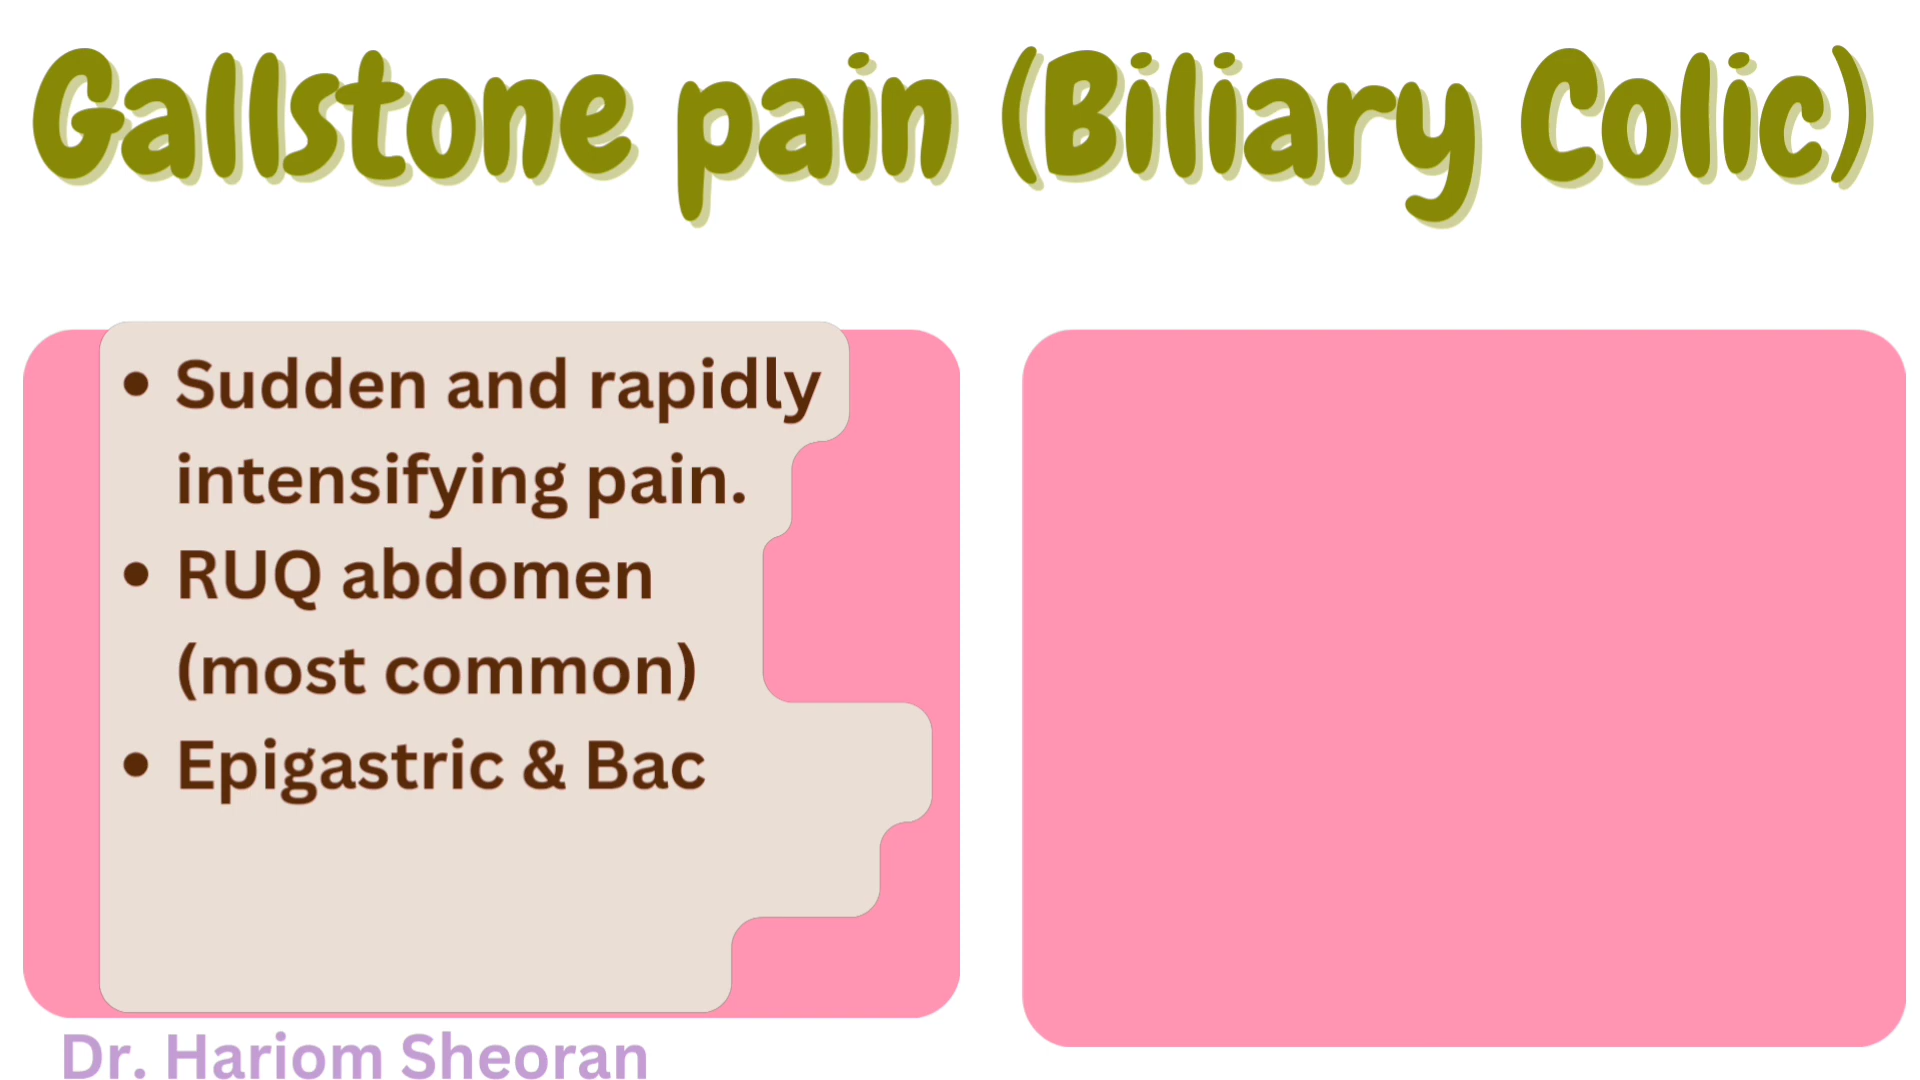 Gallstone pain (Biliary Colic)
• Sudden and rapidly
intensifying pain.
• RUQ abdomen
(most common)
• Epigastric & Bac
Dr. Hariom Sheoran